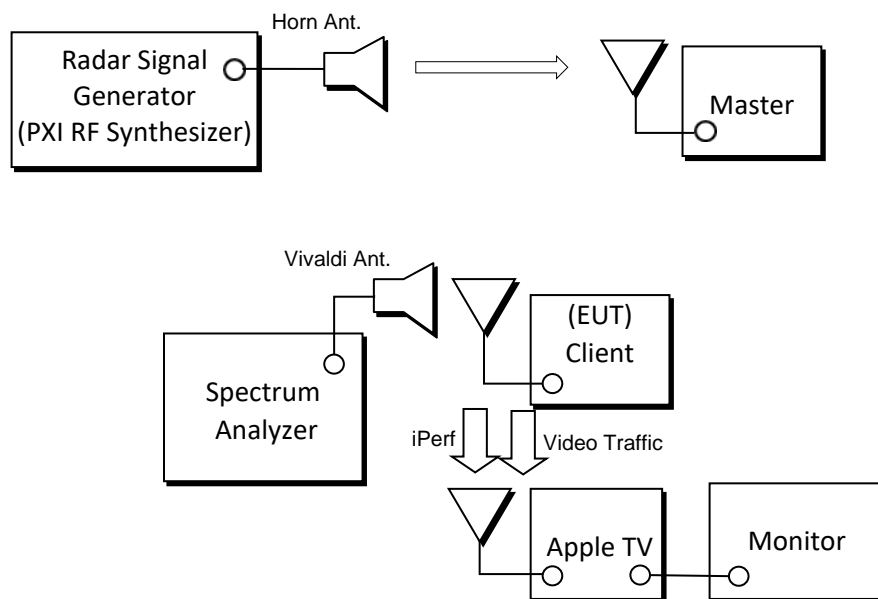 Horn Ant.
Radar Signal
Generator
(PXI RF Synthesizer)
Master
Vivaldi Ant.
Spectrum
Analyzer
(EUT)
Client
iPerf
Video Traffic
Apple TV
Monitor